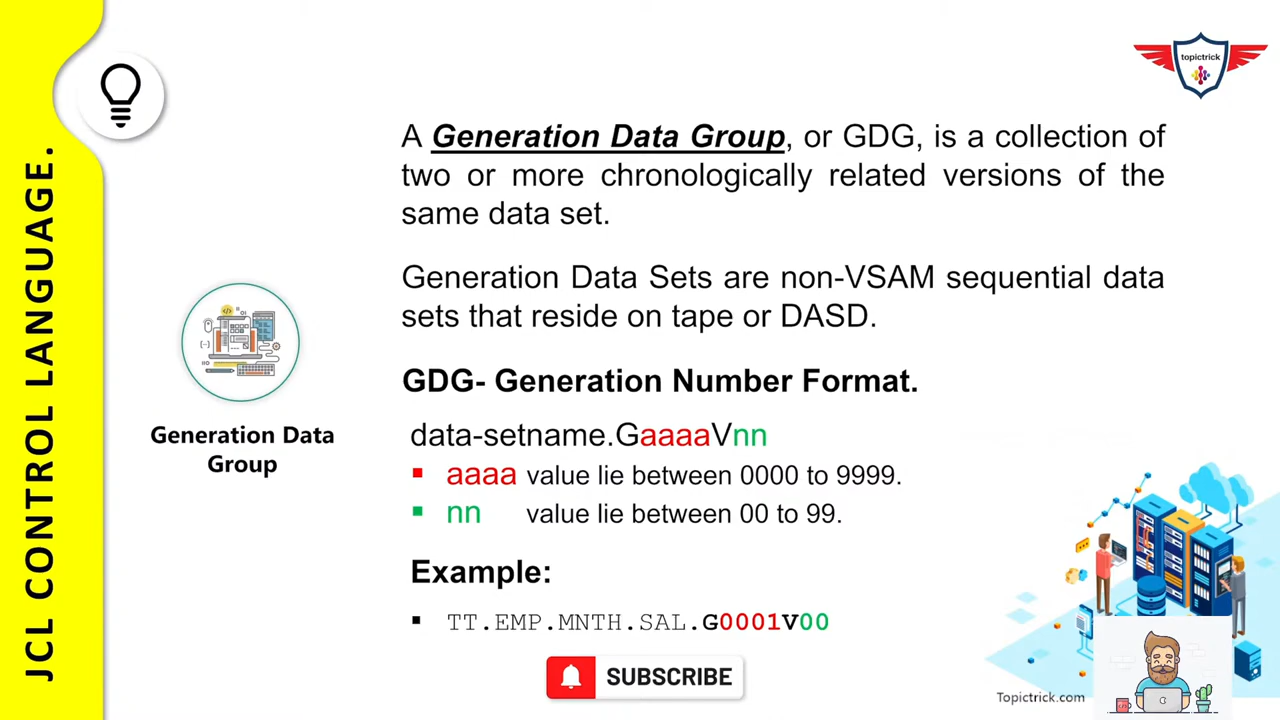 JCL CONTROL LANGUAGE.
topictrick
A Generation Data Group, or GDG, is a collection of
two or more chronologically related versions of the
same data set.
Generation Data Sets are non-VSAM sequential data
sets that reside on tape or DASD.
GDG- Generation Number Format.
data-setname.GaaaaVnn
▪ aaaa value lie between 0000 to 9999.
▪ nn value lie between 00 to 99.
Example:
▪ TT.EMP.MNTH.SAL.G0001V00
Generation Data
Group
SUBSCRIBE
Topictrick.com